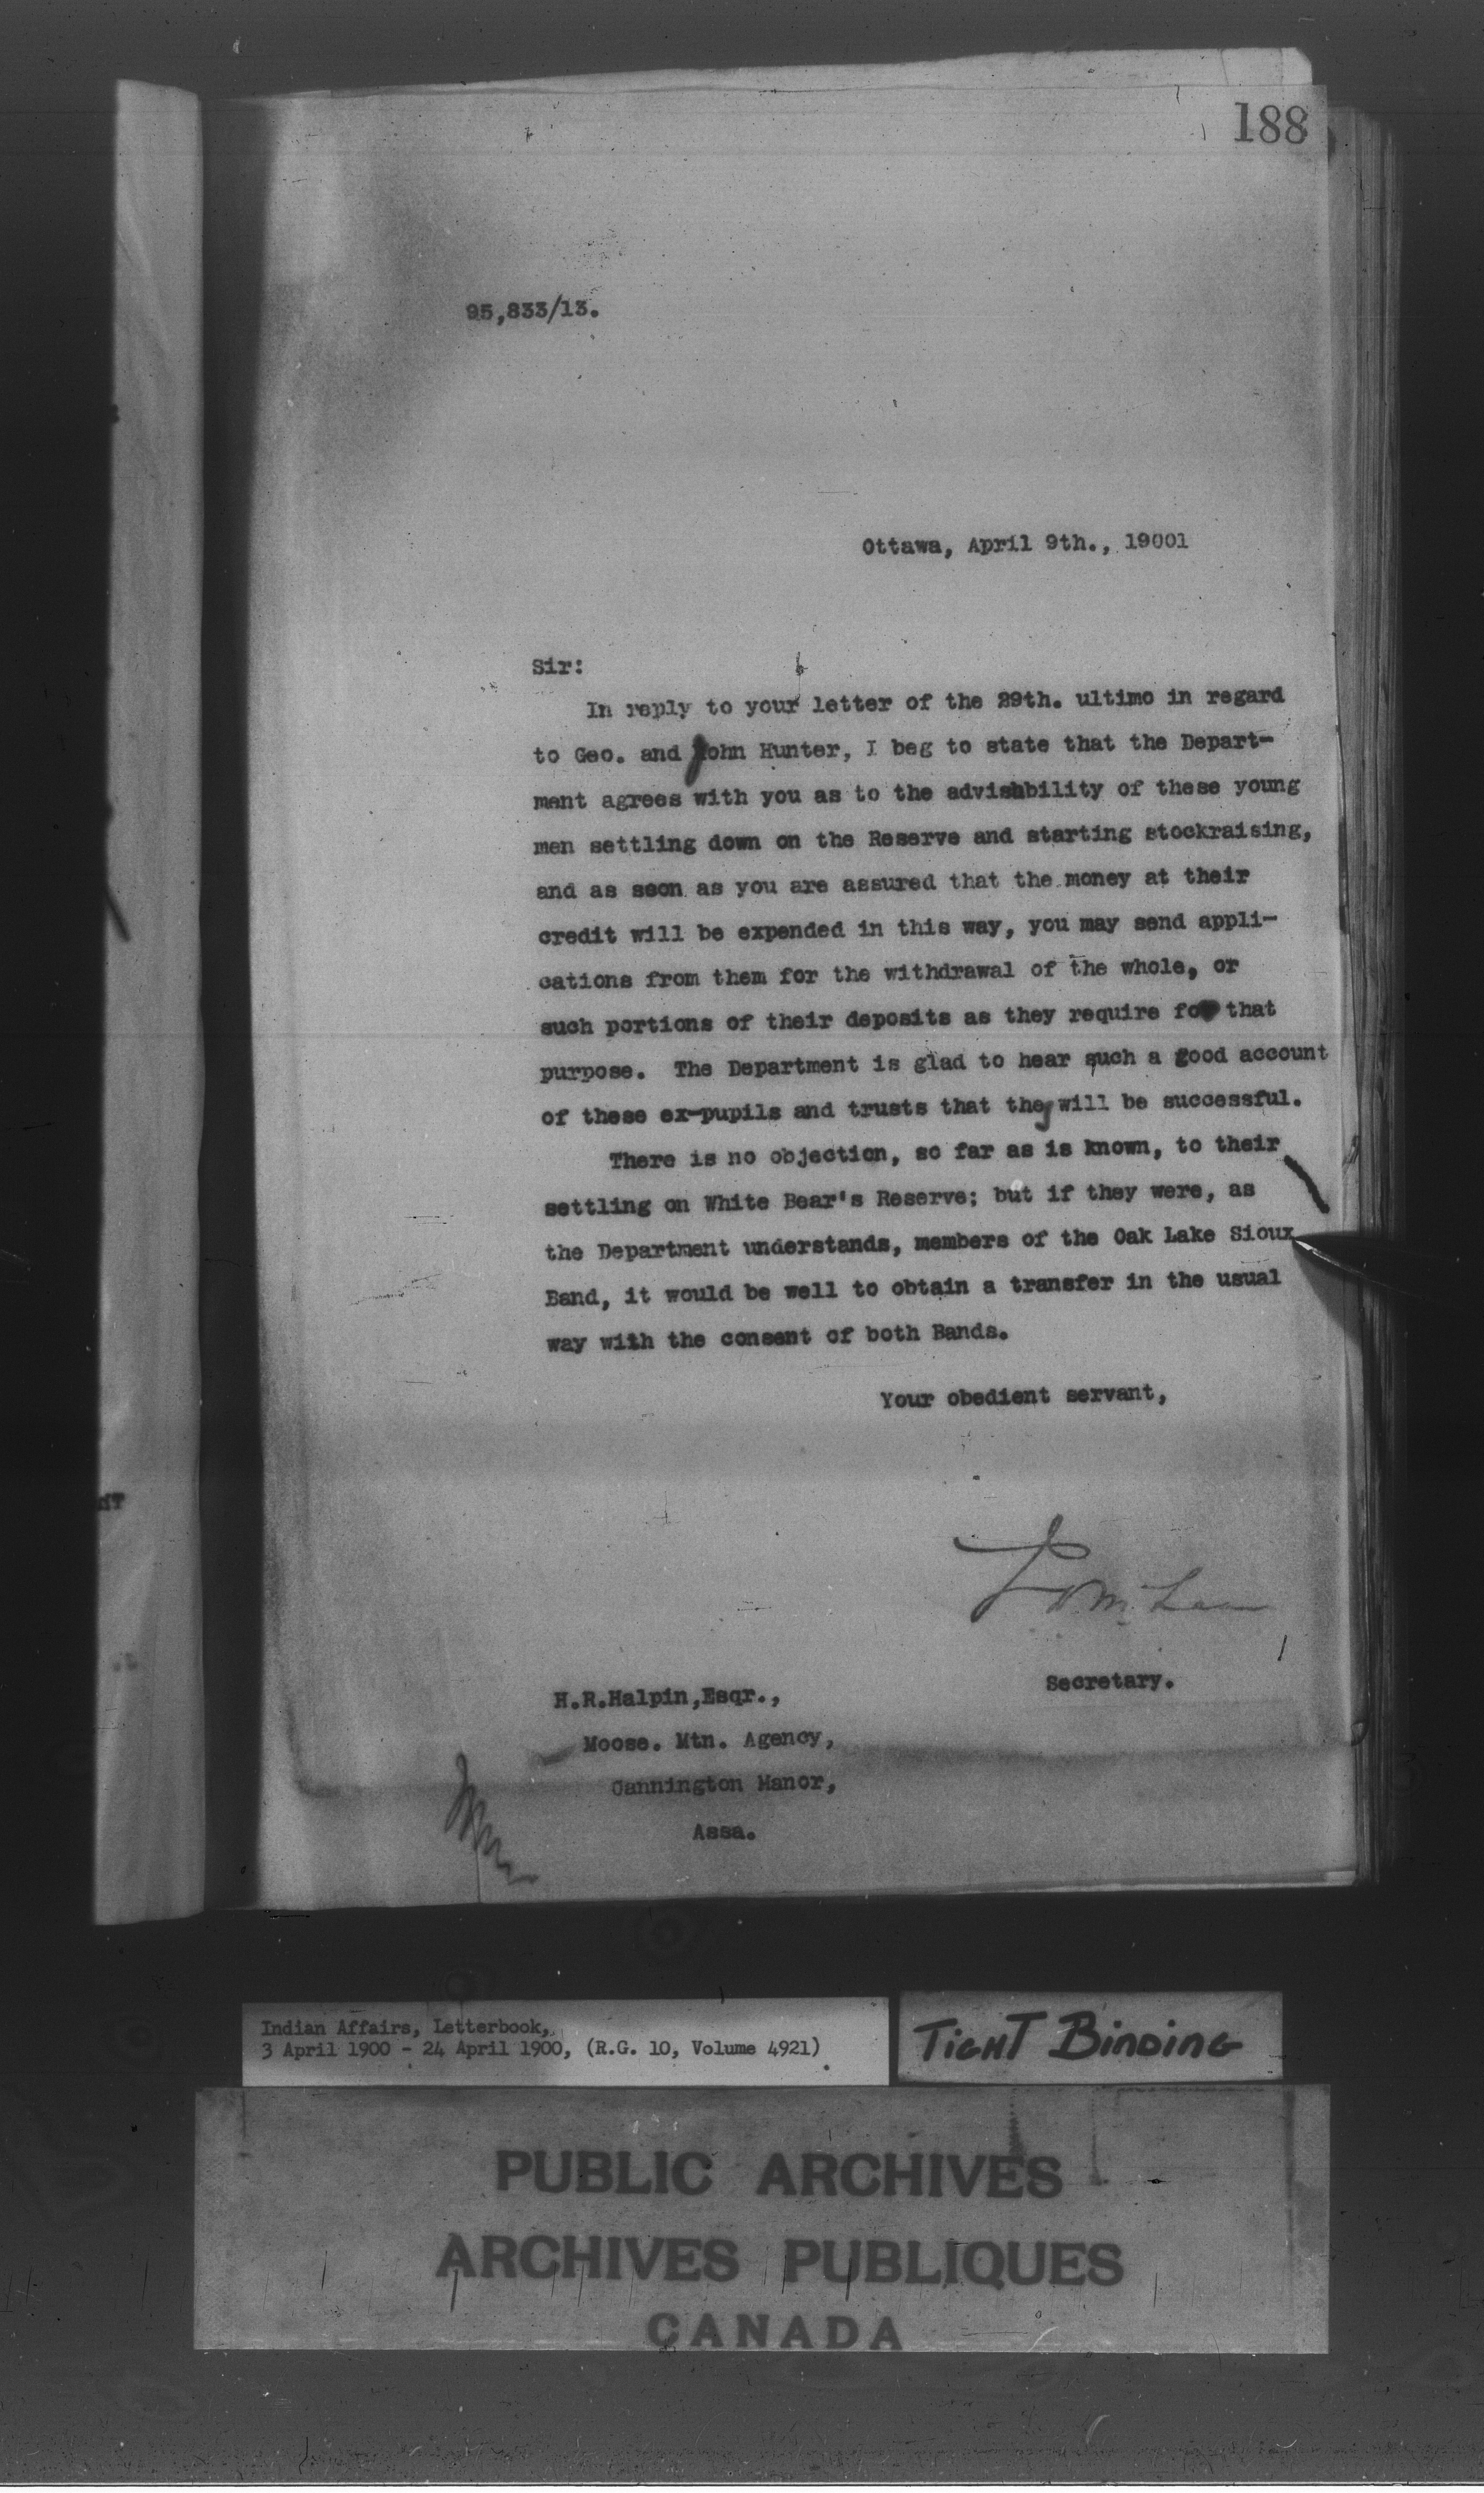 188
95,833/13.
Ottawa, April 9th., 19001
Sir:
In reply to your letter of the 29th. ultimo in regard
to Geo. and John Hunter, I beg to state that the Depart-
ment agrees with you as to the advisability of these young
men settling down on the Reserve and starting stockraising,
and as soon as you are assured that the money at their
credit will be expended in this way, you may send appli-
cations from them for the withdrawal of the whole, or
such portions of their deposits as they require for that
purpose. The Department is glad to hear such a good account
of these ex-pupils and trusts that they will be successful.
There is no objection, so far as is known, to their
settling on White Bear's Reserve; but if they were, as
the Department understands, members of the Oak Lake Sioux
Band, it would be well to obtain a transfer in the usual
way with the consent of both Bands.
Your obedient servant,
McLean
Secretary.
H.R.Halpin,Esqr.,
Moose. Mtn. Agency,
Cannington Manor,
Assa.
Indian Affairs, Letterbook,
3 April 1900 - 24 April 1900, (R.G. 10, Volume 4921)
TIGHT BINDING
PUBLIC ARCHIVES
ARCHIVES PUBLIQUES
CANADA